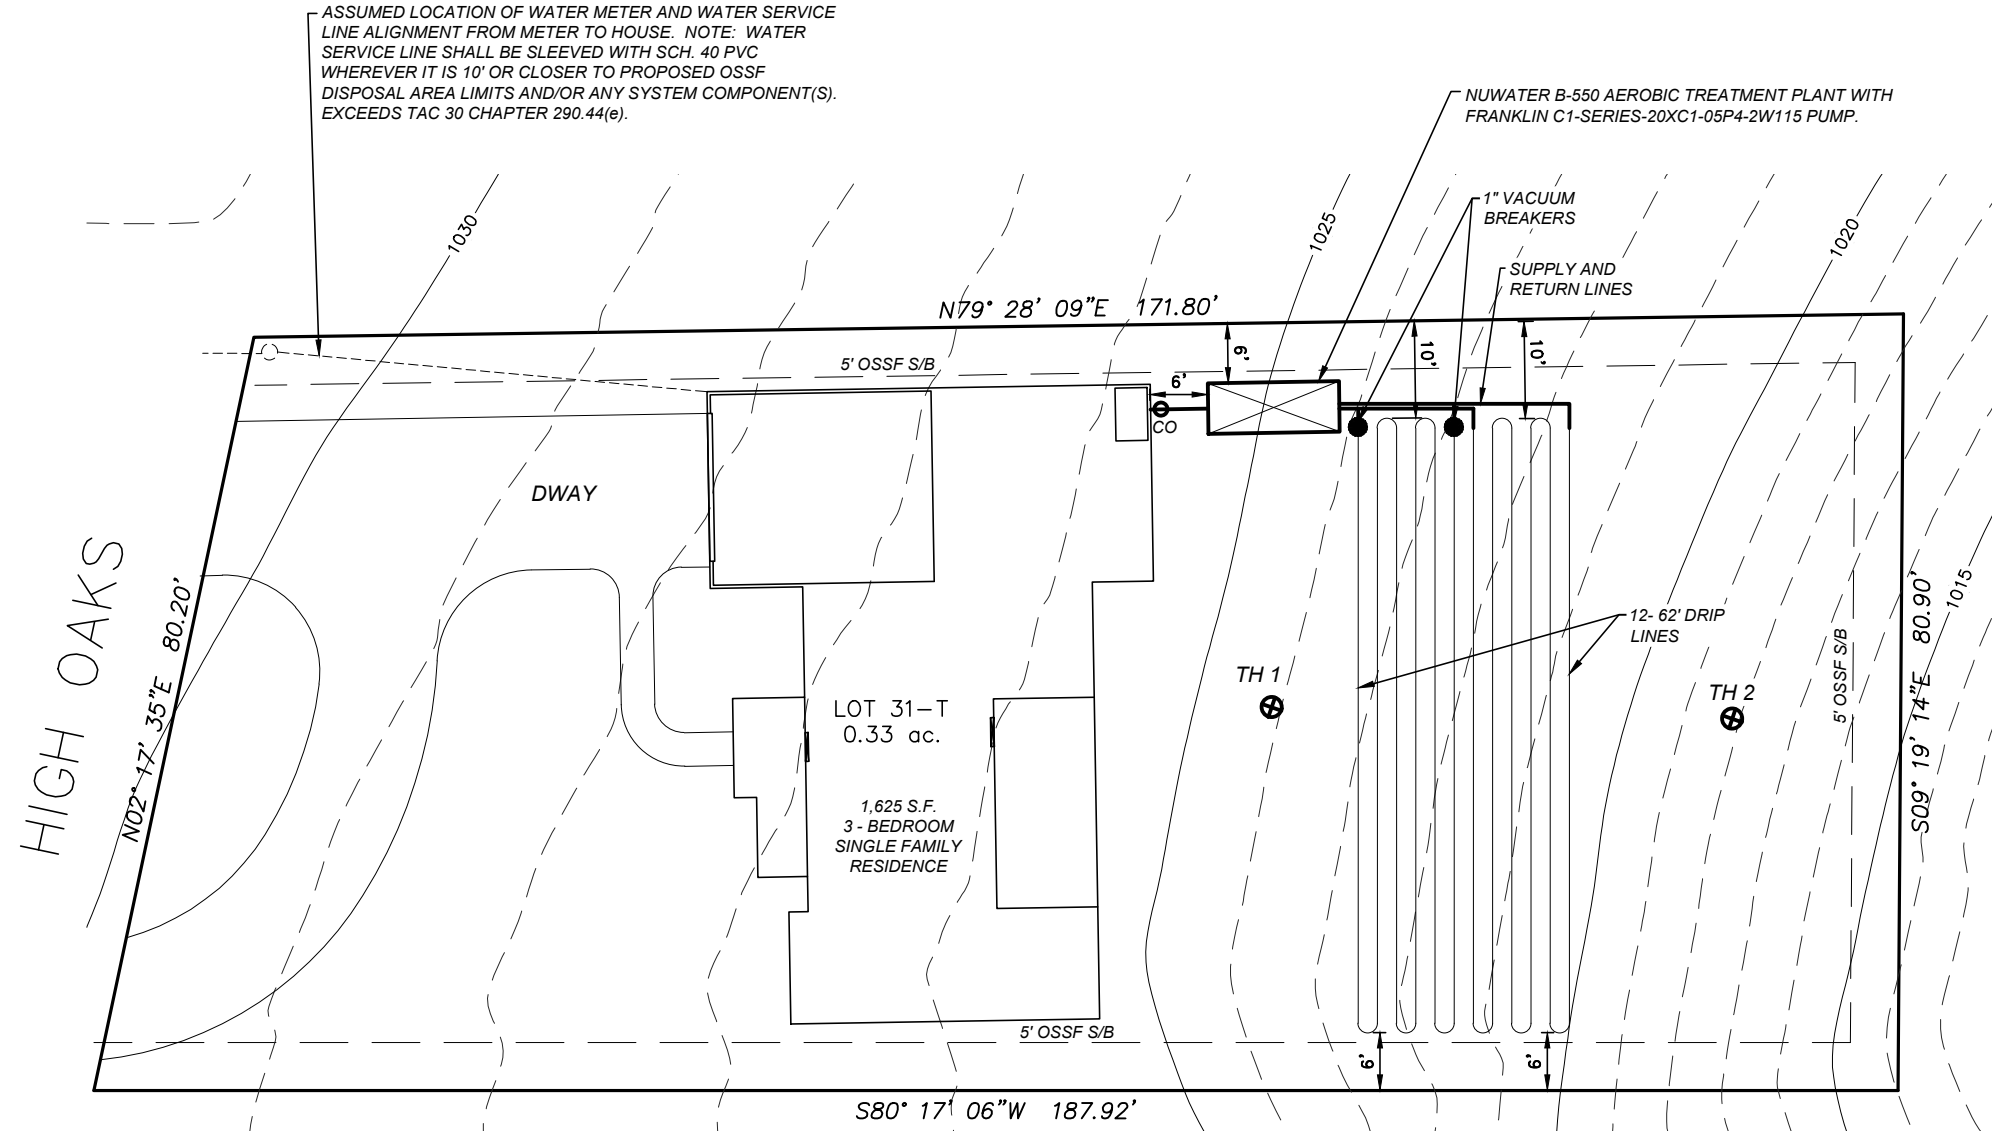 ASSUMED LOCATION OF WATER METER AND WATER SERVICE
LINE ALIGNMENT FROM METER TO HOUSE. NOTE: WATER
SERVICE LINE SHALL BE SLEEVED WITH SCH. 40 PVC
WHEREVER IT IS 10' OR CLOSER TO PROPOSED OSSF
DISPOSAL AREA LIMITS AND/OR ANY SYSTEM COMPONENT(S).
EXCEEDS TAC 30 CHAPTER 290.44(e).
NUWATER B-550 AEROBIC TREATMENT PLANT WITH
FRANKLIN C1-SERIES-20XC1-05P4-2W115 PUMP.
1" VACUUM
BREAKERS
1030
1025
1020
SUPPLY AND
RETURN LINES
N79° 28' 09"E 171.80'
5' OSSF S/B
6'
6'
10'
10'
CO
DWAY
HIGH OAKS
N02° 17' 35"E 80.20'
12- 62' DRIP
LINES
TH 1
TH 2
5' OSSF S/B
S09° 19' 14"E 80.90'
1015
LOT 31-T
0.33 ac.
1,625 S.F.
3 - BEDROOM
SINGLE FAMILY
RESIDENCE
5' OSSF S/B
6'
6'
S80° 17' 06"W 187.92'